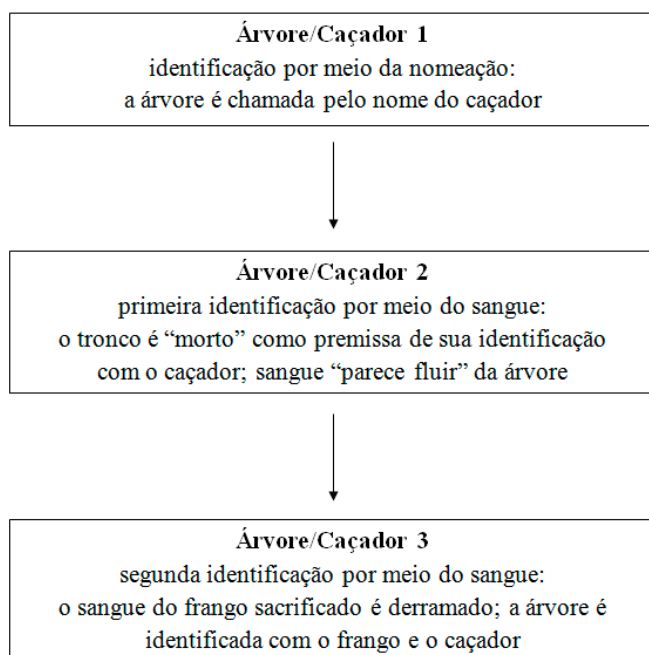 Árvore/Caçador 1
identificação por meio da nomeação:
a árvore é chamada pelo nome do caçador
Árvore/Caçador 2
primeira identificação por meio do sangue:
o tronco é “morto” como premissa de sua identificação
com o caçador; sangue “parece fluir” da árvore
Árvore/Caçador 3
segunda identificação por meio do sangue:
o sangue do frango sacrificado é derramado; a árvore é
identificada com o frango e o caçador